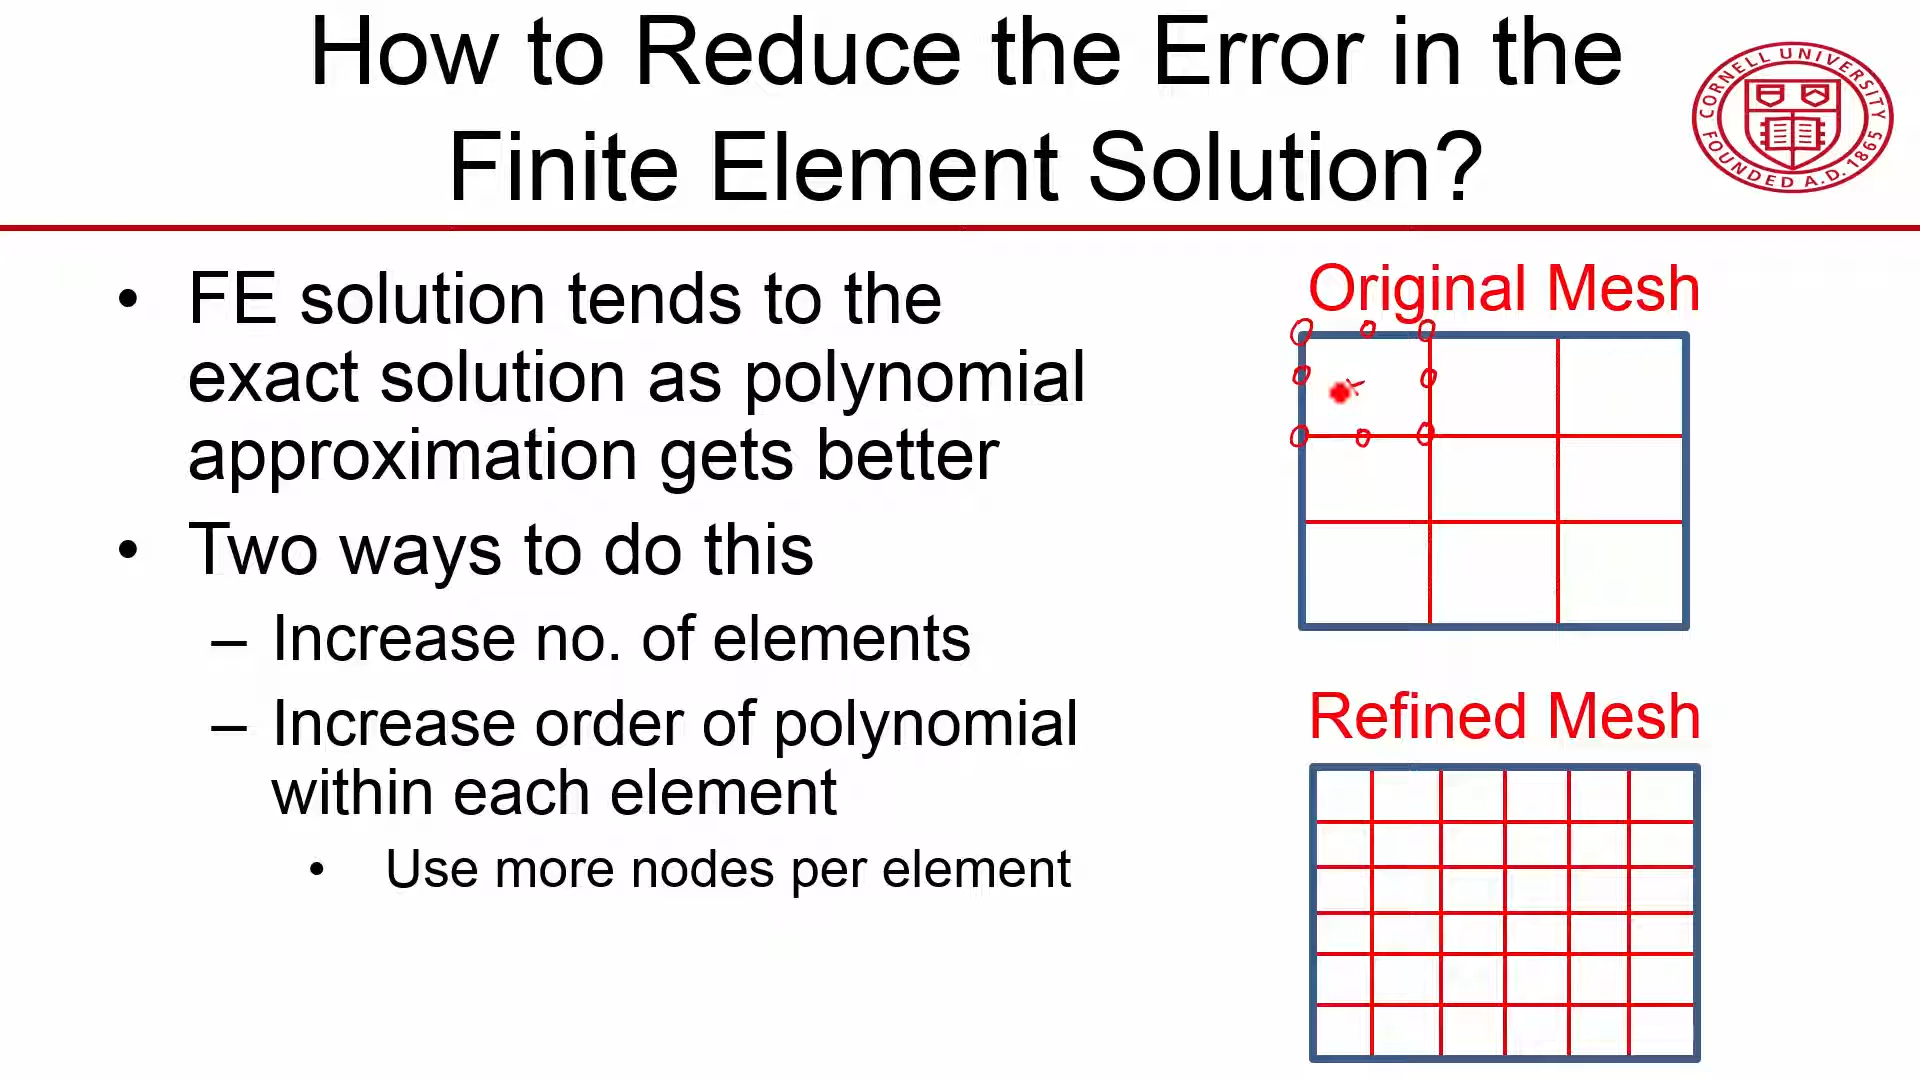 How to Reduce the Error in the
Finite Element Solution?
CORNELL UNIVERSITY
FOUNDED A.D. 1865
• FE solution tends to the
exact solution as polynomial
approximation gets better
• Two ways to do this
– Increase no. of elements
– Increase order of polynomial
within each element
• Use more nodes per element
Original Mesh
Refined Mesh